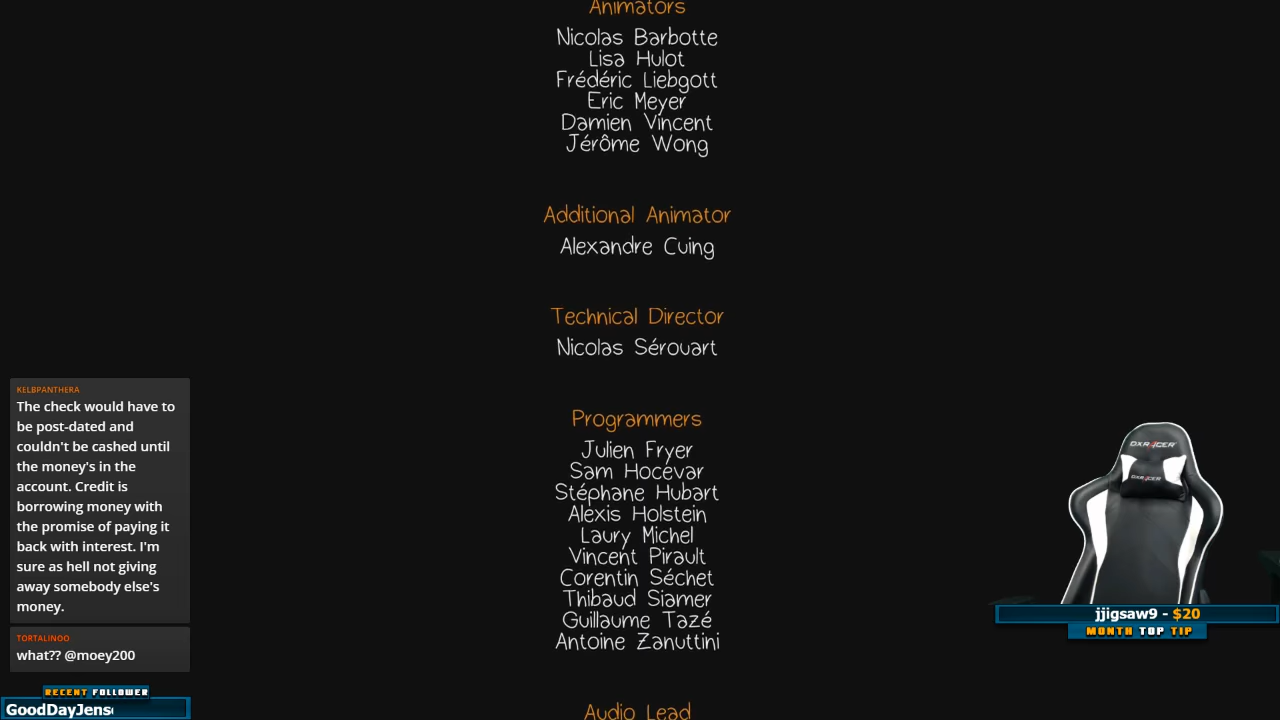 Animators
Nicolas Barbotte
Lisa Hulot
Frédéric Liebgott
Eric Meyer
Damien Vincent
Jérôme Wong
Additional Animator
Alexandre Cuing
Technical Director
Nicolas Sérouart
Programmers
Julien Fryer
Sam Hocevar
Stéphane Hubart
Alexis Holstein
Laury Michel
Vincent Pirault
Corentin Séchet
Thibaud Siamer
Guillaume Tazé
Antoine Zanuttini
Audio Lead
KELBPANTHERA
The check would have to
be post-dated and
couldn't be cashed until
the money's in the
account. Credit is
borrowing money with
the promise of paying it
back with interest. I'm
sure as hell not giving
away somebody else's
money.
TORTALINOO
what?? @moey200
RECENT FOLLOWER
GoodDayJens
DXRACER
DXRACER
jjigsaw9 - $20
MONTH TOP TIP